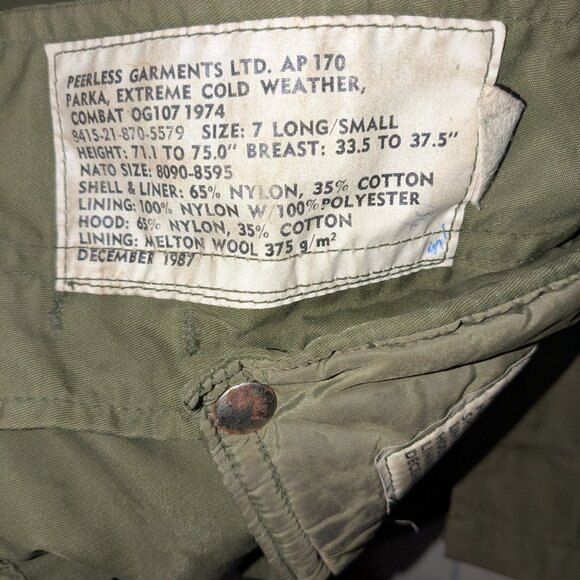 PEERLESS GARMENTS LTD. AP 170
PARKA, EXTREME COLD WEATHER,
COMBAT OG107 1974
8415-21-870-5579 SIZE: 7 LONG/SMALL
HEIGHT: 71.1 TO 75.0" BREAST: 33.5 TO 37.5"
NATO SIZE: 8090-8595
SHELL & LINER: 65% NYLON, 35% COTTON
LINING: 100% NYLON W/100% POLYESTER
HOOD: 65% NYLON, 35% COTTON
LINING: MELTON WOOL 375 g/m²
DECEMBER 1987